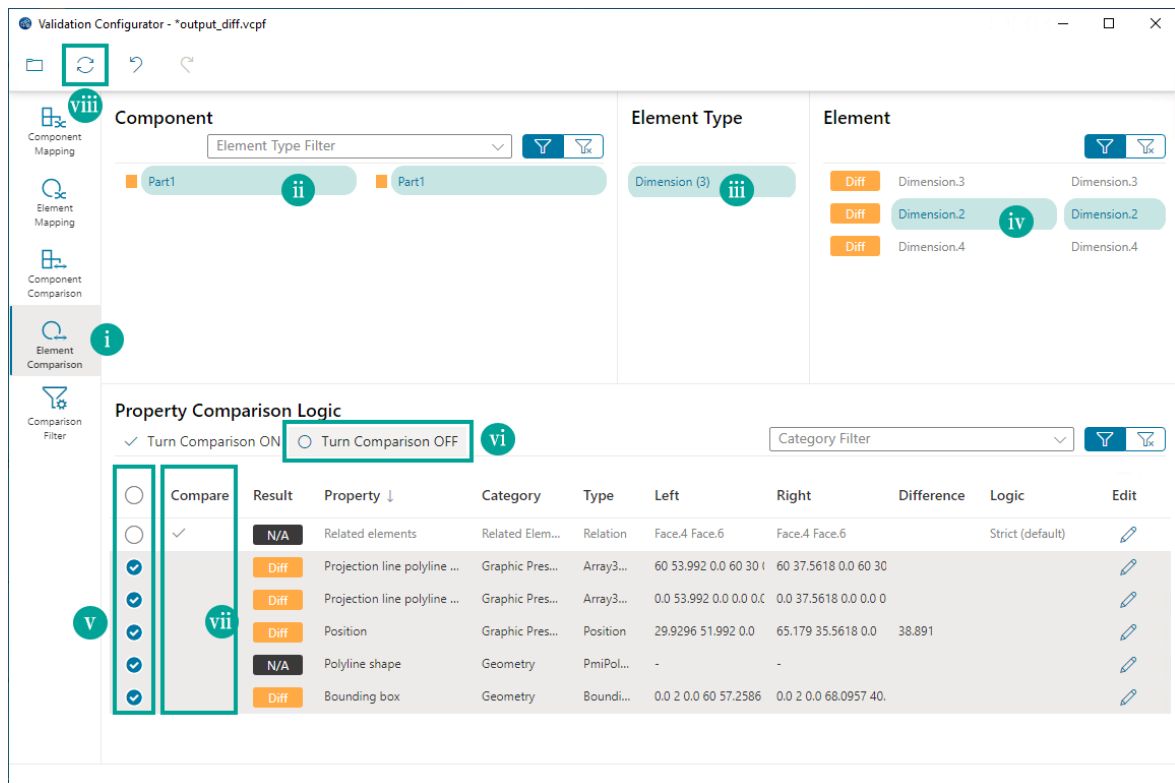 Validation Configurator - *output_diff.vcpf
viii
Component Mapping
Element Mapping
Component Comparison
Element Comparison
i
Comparison Filter
Component
Element Type Filter
Part1 ii Part1
Element Type
Dimension (3) iii
Element
Diff Dimension.3 Dimension.3
Diff Dimension.2 iv Dimension.2
Diff Dimension.4 Dimension.4
Property Comparison Logic
Turn Comparison ON Turn Comparison OFF vi Category Filter
Compare Result Property ↓ Category Type Left Right Difference Logic Edit
N/A Related elements Related Elem... Relation Face.4 Face.6 Face.4 Face.6 Strict (default)
Diff Projection line polyline ... Graphic Pres... Array3... 60 53.992 0.0 60 30 ( 60 37.5618 0.0 60 30
Diff Projection line polyline ... Graphic Pres... Array3... 0.0 53.992 0.0 0.0 0.( 0.0 37.5618 0.0 0.0 0
v vii Diff Position Graphic Pres... Position 29.9296 51.992 0.0 65.179 35.5618 0.0 38.891
N/A Polyline shape Geometry PmiPol... - -
Diff Bounding box Geometry Boundi... 0.0 2 0.0 60 57.2586 0.0 2 0.0 68.0957 40.